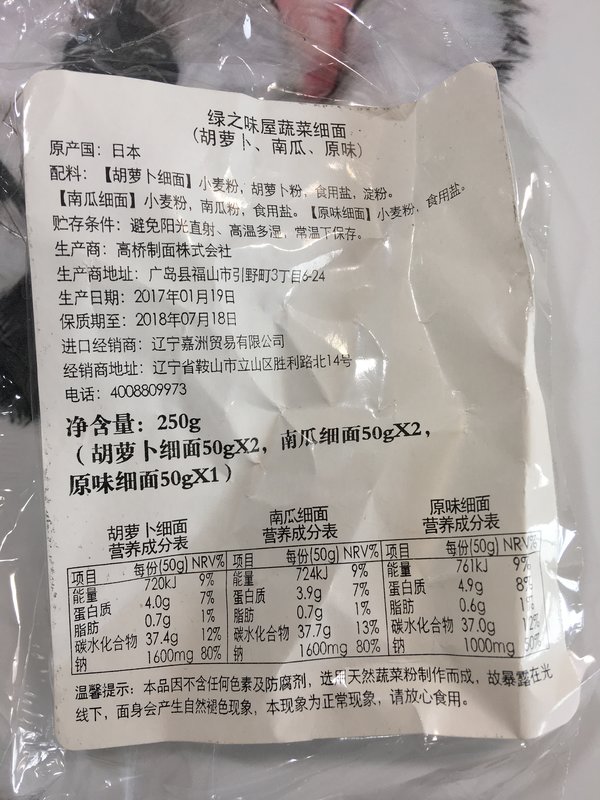 绿之味屋蔬菜细面
(胡萝卜、南瓜、原味)
原产国：日本
配料：【胡萝卜细面】小麦粉，胡萝卜粉，食用盐，淀粉。
【南瓜细面】小麦粉，南瓜粉，食用盐。【原味细面】小麦粉，食用盐。
贮存条件：避免阳光直射、高温多湿，常温下保存。
生产商：高桥制面株式会社
生产商地址：广岛县福山市引野町3丁目6-24
生产日期：2017年01月19日
保质期至：2018年07月18日
进口经销商：辽宁嘉洲贸易有限公司
经销商地址：辽宁省鞍山市立山区胜利路北14号
电话：4008809973
净含量：250g
（胡萝卜细面50gX2，南瓜细面50gX2，
原味细面50gX1）
胡萝卜细面
营养成分表
项目 每份(50g) NRV%
能量 720kJ 9%
蛋白质 4.0g 7%
脂肪 0.7g 1%
碳水化合物 37.4g 12%
钠 1600mg 80%
南瓜细面
营养成分表
项目 每份(50g) NRV%
能量 724kJ 9%
蛋白质 3.9g 7%
脂肪 0.7g 1%
碳水化合物 37.7g 13%
钠 1600mg 80%
原味细面
营养成分表
项目 每份(50g) NRV%
能量 761kJ 9%
蛋白质 4.9g 8%
脂肪 0.6g 1%
碳水化合物 37.0g 12%
钠 1000mg 50%
温馨提示：本品因不含任何色素及防腐剂，选用天然蔬菜粉制作而成，故暴露在光
线下，面身会产生自然褪色现象，本现象为正常现象，请放心食用。